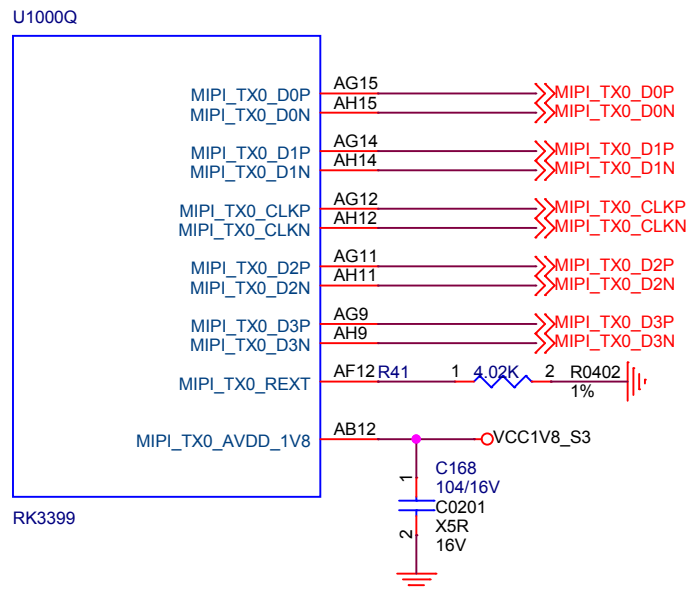 U1000Q
MIPI_TX0_D0P AG15 MIPI_TX0_D0P
MIPI_TX0_D0N AH15 MIPI_TX0_D0N
MIPI_TX0_D1P AG14 MIPI_TX0_D1P
MIPI_TX0_D1N AH14 MIPI_TX0_D1N
MIPI_TX0_CLKP AG12 MIPI_TX0_CLKP
MIPI_TX0_CLKN AH12 MIPI_TX0_CLKN
MIPI_TX0_D2P AG11 MIPI_TX0_D2P
MIPI_TX0_D2N AH11 MIPI_TX0_D2N
MIPI_TX0_D3P AG9 MIPI_TX0_D3P
MIPI_TX0_D3N AH9 MIPI_TX0_D3N
MIPI_TX0_REXT AF12 R41 1 4.02K 2 R0402
1%
MIPI_TX0_AVDD_1V8 AB12 VCC1V8_S3
1 C168
104/16V
C0201
2 X5R
16V
RK3399